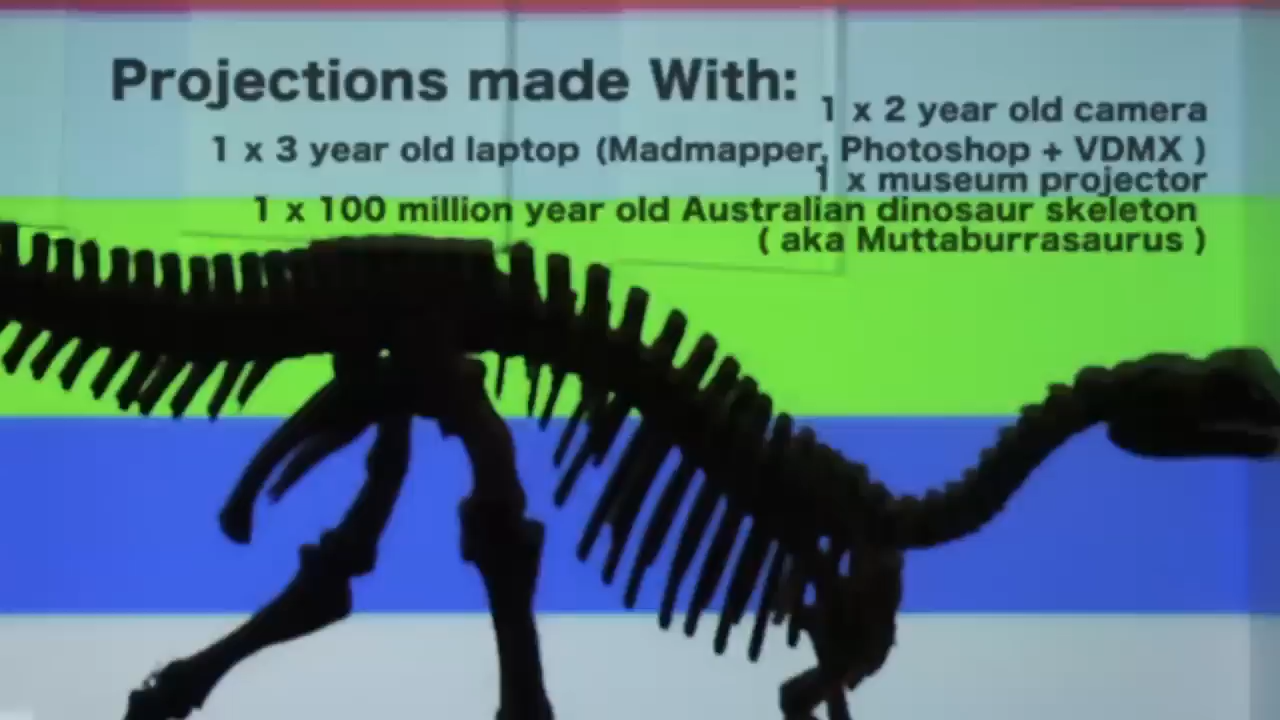 Projections made With:
1 x 2 year old camera
1 x 3 year old laptop (Madmapper, Photoshop + VDMX )
1 x museum projector
1 x 100 million year old Australian dinosaur skeleton
( aka Muttaburrasaurus )